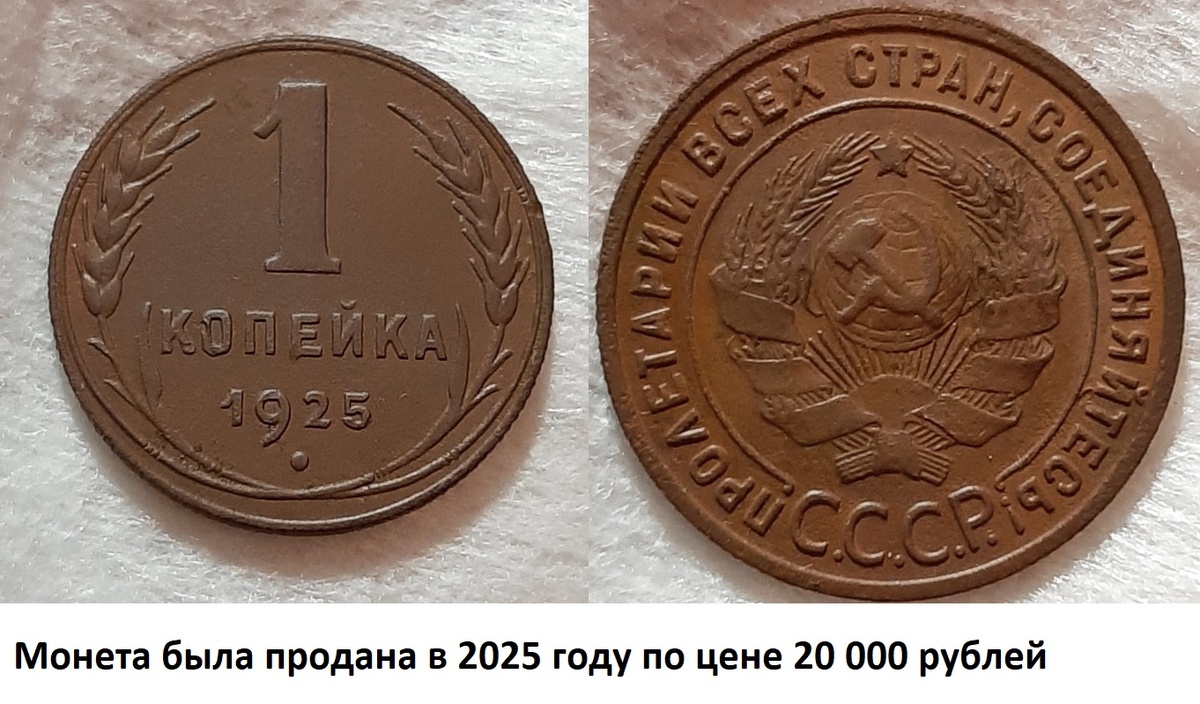 1
КОПЕЙКА
1925
ПРОЛЕТАРИИ ВСЕХ СТРАН, СОЕДИНЯЙТЕСЬ!
С.С.С.Р.
Монета была продана в 2025 году по цене 20 000 рублей